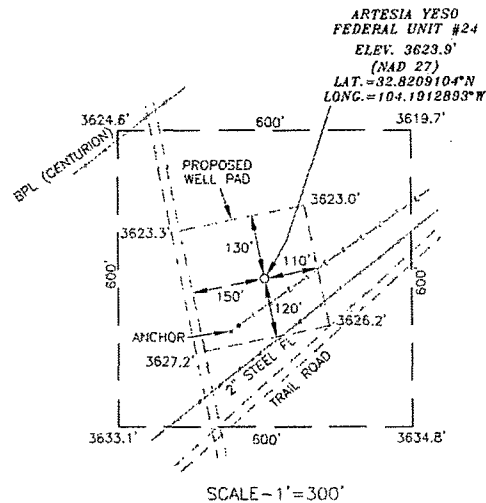 ARTESIA YESO
FEDERAL UNIT #24
ELEV. 3623.9'
(NAD 27)
LAT.=32.8209104°N
LONG.=104.1912893°W
3624.6'
600'
3619.7'
BPL (CENTURION)
PROPOSED
WELL PAD
3623.0'
3623.3'
130'
110'
600'
600'
150'
120'
ANCHOR
3626.2'
3627.2'
2" STEEL FL
TRAIL ROAD
3633.1'
600'
3634.8'
SCALE-1'=300'